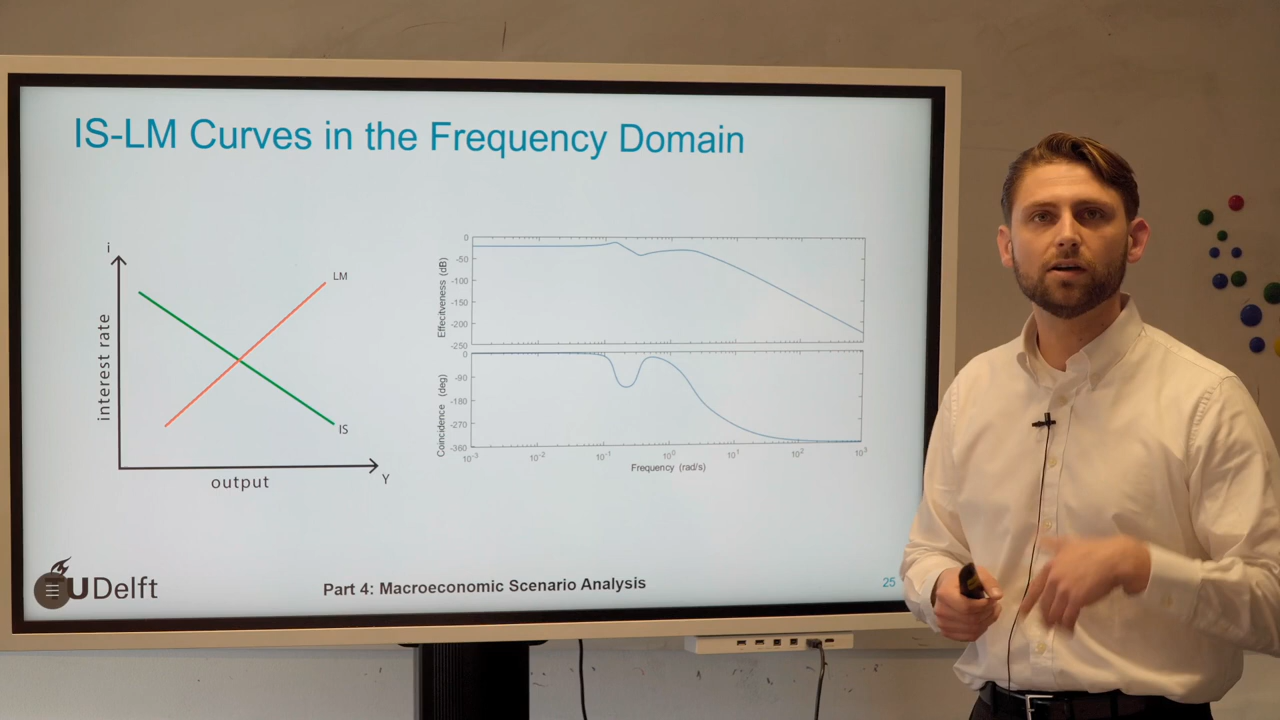 IS-LM Curves in the Frequency Domain
i
LM
interest rate
IS
output
Y
0
-50
-100
-150
-200
-250
Effecitveness (dB)
0
-90
-180
-270
-360
Coincidence (deg)
10-3
10-2
10-1
100
101
102
103
Frequency (rad/s)
TUDelft
Part 4: Macroeconomic Scenario Analysis
25